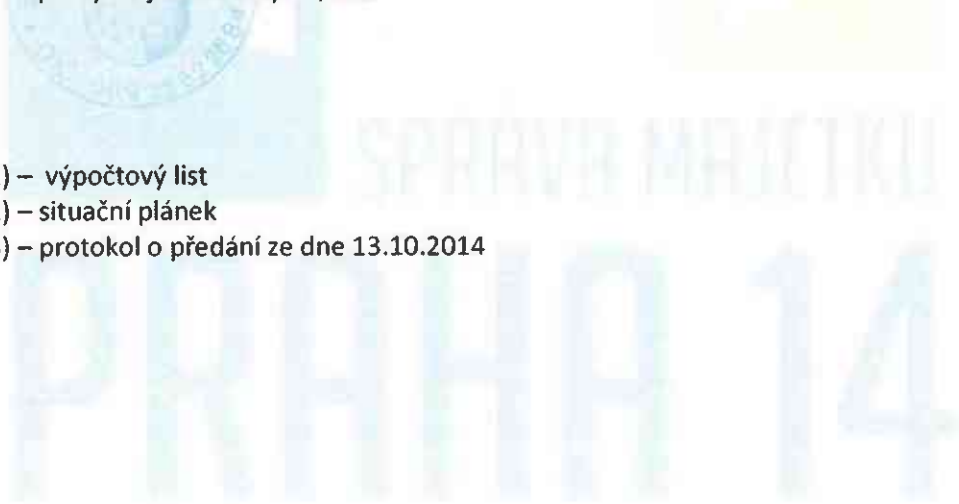 ) – výpočtový list
) – situační plánek
) – protokol o předání ze dne 13.10.2014
SPRÁVA MAJETKU
PRAHA 14